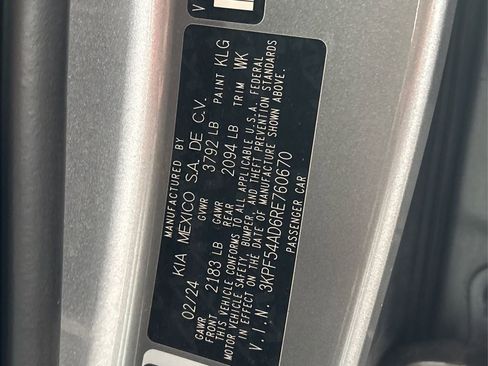 MANUFACTURED BY
02/24 KIA MEXICO S.A. DE C.V.
GVWR 3792 LB PAINT KLG
GAWR FRONT 2183 LB GAWR REAR 2094 LB TRIM WK
THIS VEHICLE CONFORMS TO ALL APPLICABLE U.S.A. FEDERAL
MOTOR VEHICLE SAFETY, BUMPER, AND THEFT PREVENTION STANDARDS
IN EFFECT ON THE DATE OF MANUFACTURE SHOWN ABOVE.
V.I.N. 3KPF54AD6RE760670
PASSENGER CAR
V